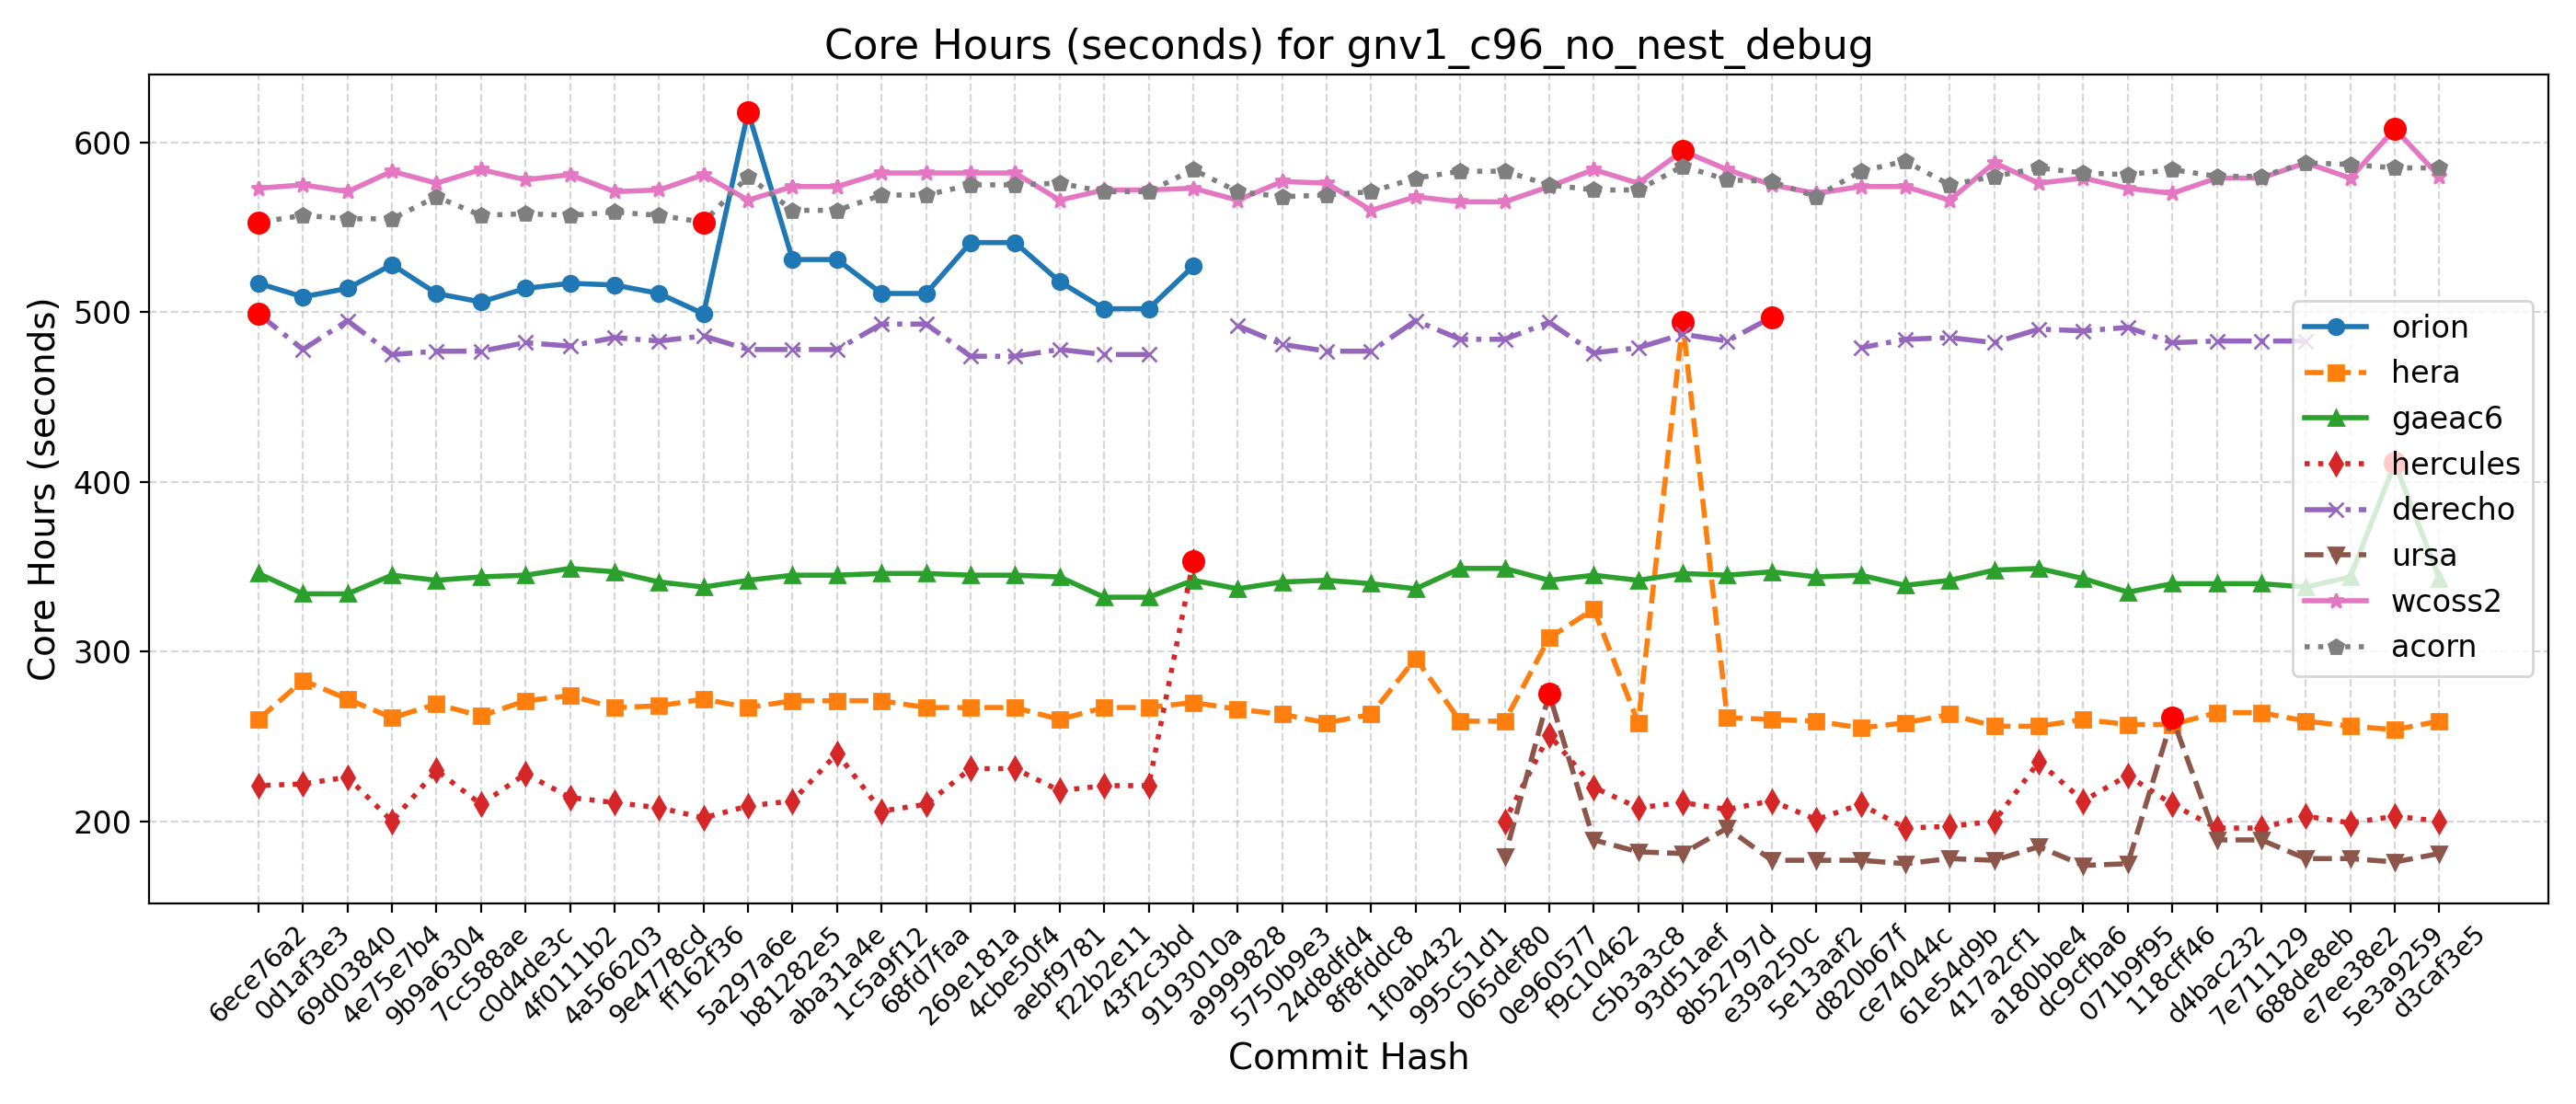 Core Hours (seconds) for gnv1_c96_no_nest_debug
Core Hours (seconds)
600
500
400
300
200
orion
hera
gaeac6
hercules
derecho
ursa
wcoss2
acorn
6ece76a2
0d1af3e3
69d03840
4e75e7b4
9b9a6304
7cc588ae
c0d4de3c
4f0111b2
4a566203
9e4778cd
ff162f36
5a297a6e
b81282e5
aba31a4e
1c5a9f12
68fd7faa
269e181a
4cbe50f4
aebf9781
f22b2e11
43f2c3bd
9193010a
a9999828
5750b9e3
24d8dfd4
8f8fddc8
1f0ab432
995c51d1
065def80
0e960577
f9c10462
c5b3a3c8
93d51aef
8b52797d
e39a250c
5e13aaf2
d820b67f
ce74044c
61e54d9b
417a2cf1
a180bbe4
dc9cfba6
071b9f95
118cff46
d4bac232
7e711129
688de8eb
e7ee38e2
5e3a9259
d3caf3e5
Commit Hash